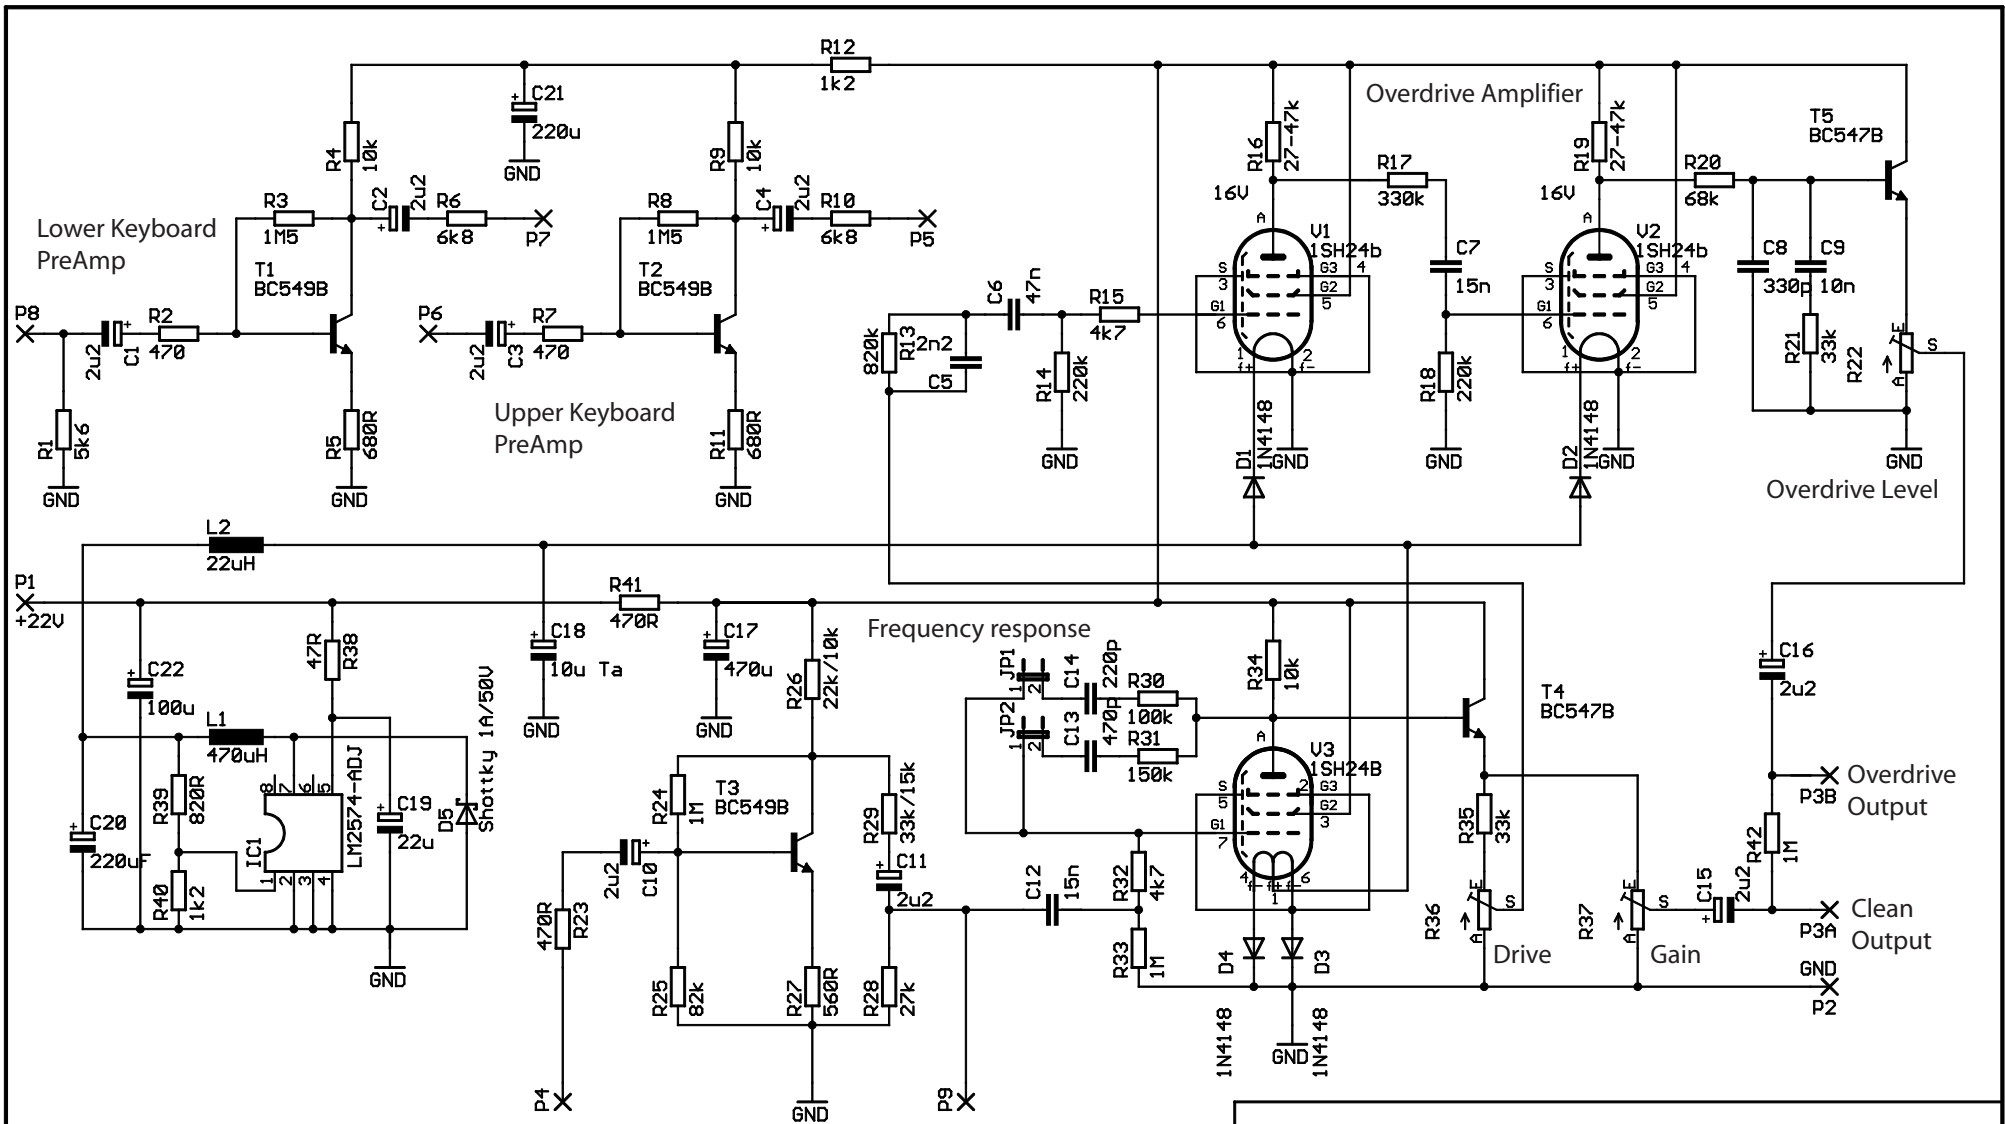 R12
1k2
C21
220u
GND
R4
10k
R9
10k
R3
1M5
C2
2u2
R6
6k8
P7
R8
1M5
C4
2u2
R10
6k8
P5
Lower Keyboard
PreAmp
T1
BC549B
T2
BC549B
P8
2u2
C1
R2
470
P6
2u2
C3
R7
470
R1
5k6
GND
R5
680R
GND
Upper Keyboard
PreAmp
R11
680R
GND
Overdrive Amplifier
R16
27-47k
R17
330k
R19
27-47k
R20
68k
T5
BC547B
16V
A
V1
1SH24b
S
3
G3
4
G2
5
G1
6
1
f+
2
f-
16V
A
V2
1SH24b
S
3
G3
4
G2
5
G1
6
1
f+
2
f-
C6
47n
R15
4k7
820k
R13
2n2
C5
R14
220k
GND
C7
15n
R18
220k
GND
C8
330p
C9
10n
R21
33k
R22
E
S
A
GND
D1
1N4148
GND
D2
1N4148
GND
Overdrive Level
L2
22uH
P1
+22V
R41
470R
C18
10u Ta
GND
C17
470u
GND
R26
22k/10k
Frequency response
C22
100u
47R
R38
L1
470uH
R39
820R
C20
220uF
R40
1k2
IC1
LM2574-ADJ
8
7
6
5
1
2
3
4
C19
22u
D5
Shottky 1A/50V
GND
R24
1M
T3
BC549B
R29
33k/15k
2u2
C10
C11
2u2
470R
R23
R25
82k
R27
560R
R28
27k
P4
GND
P9
JP1
1
2
C14
220p
R30
100k
JP2
1
2
C13
470p
R31
150k
R34
10k
T4
BC547B
A
V3
1SH24B
S
5
2
G3
G2
3
G1
7
4
f-
f+
f-
6
1
C12
15n
R32
4k7
R33
1M
D4
1N4148
D3
1N4148
GND
R35
33k
R36
E
S
A
Drive
R37
E
S
A
Gain
C16
2u2
P3B
Overdrive
Output
R42
1M
C15
2u2
P3A
Clean
Output
GND
P2